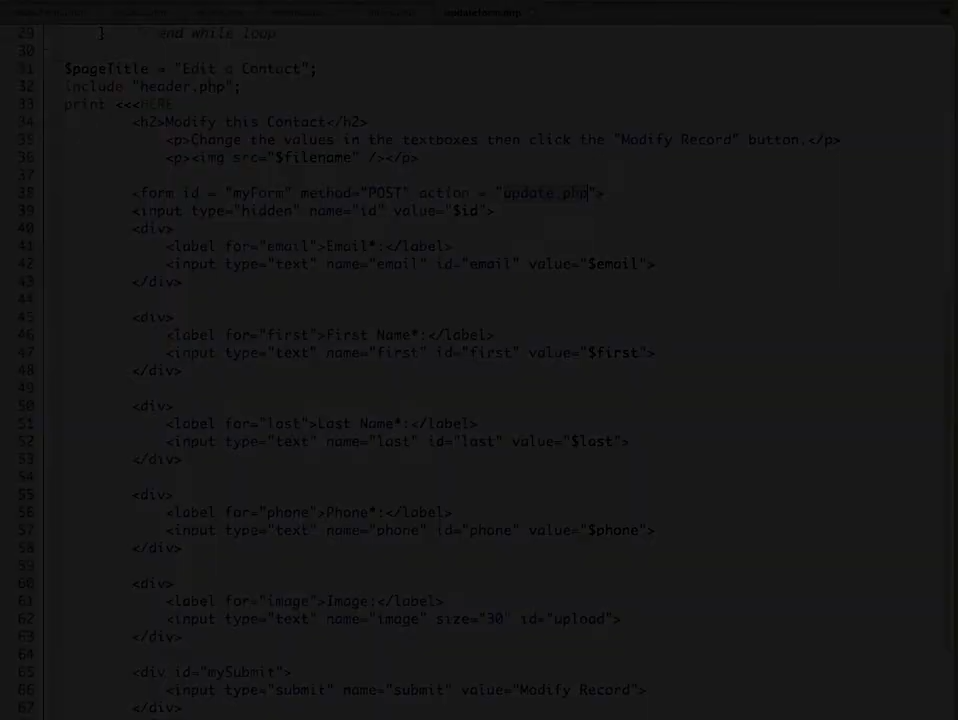 updateform.php
29 } end while loop
30
31 $pageTitle = "Edit a Contact";
32 include "header.php";
33 print <<<HERE
34 <h2>Modify this Contact</h2>
35 <p>Change the values in the textboxes then click the "Modify Record" button.</p>
36 <p><img src="$filename" /></p>
37
38 <form id = "myForm" method="POST" action = "update.php">
39 <input type="hidden" name="id" value="$id">
40 <div>
41 <label for="email">Email*:</label>
42 <input type="text" name="email" id="email" value="$email">
43 </div>
44
45 <div>
46 <label for="first">First Name*:</label>
47 <input type="text" name="first" id="first" value="$first">
48 </div>
49
50 <div>
51 <label for="last">Last Name*:</label>
52 <input type="text" name="last" id="last" value="$last">
53 </div>
54
55 <div>
56 <label for="phone">Phone*:</label>
57 <input type="text" name="phone" id="phone" value="$phone">
58 </div>
59
60 <div>
61 <label for="image">Image:</label>
62 <input type="text" name="image" size="30" id="upload">
63 </div>
64
65 <div id="mySubmit">
66 <input type="submit" name="submit" value="Modify Record">
67 </div>